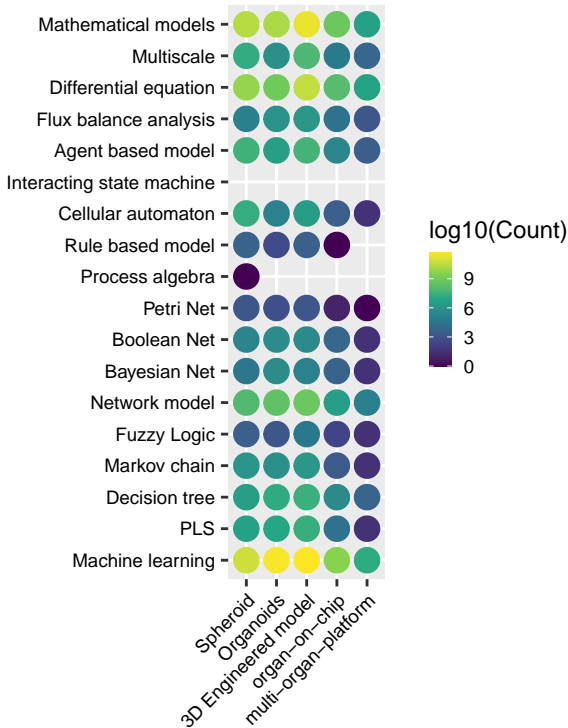 Mathematical models
Multiscale
Differential equation
Flux balance analysis
Agent based model
Interacting state machine
Cellular automaton
Rule based model
Process algebra
Petri Net
Boolean Net
Bayesian Net
Network model
Fuzzy Logic
Markov chain
Decision tree
PLS
Machine learning
Spheroid
Organoids
3D Engineered model
organ−on−chip
multi−organ−platform
log10(Count)
9
6
3
0